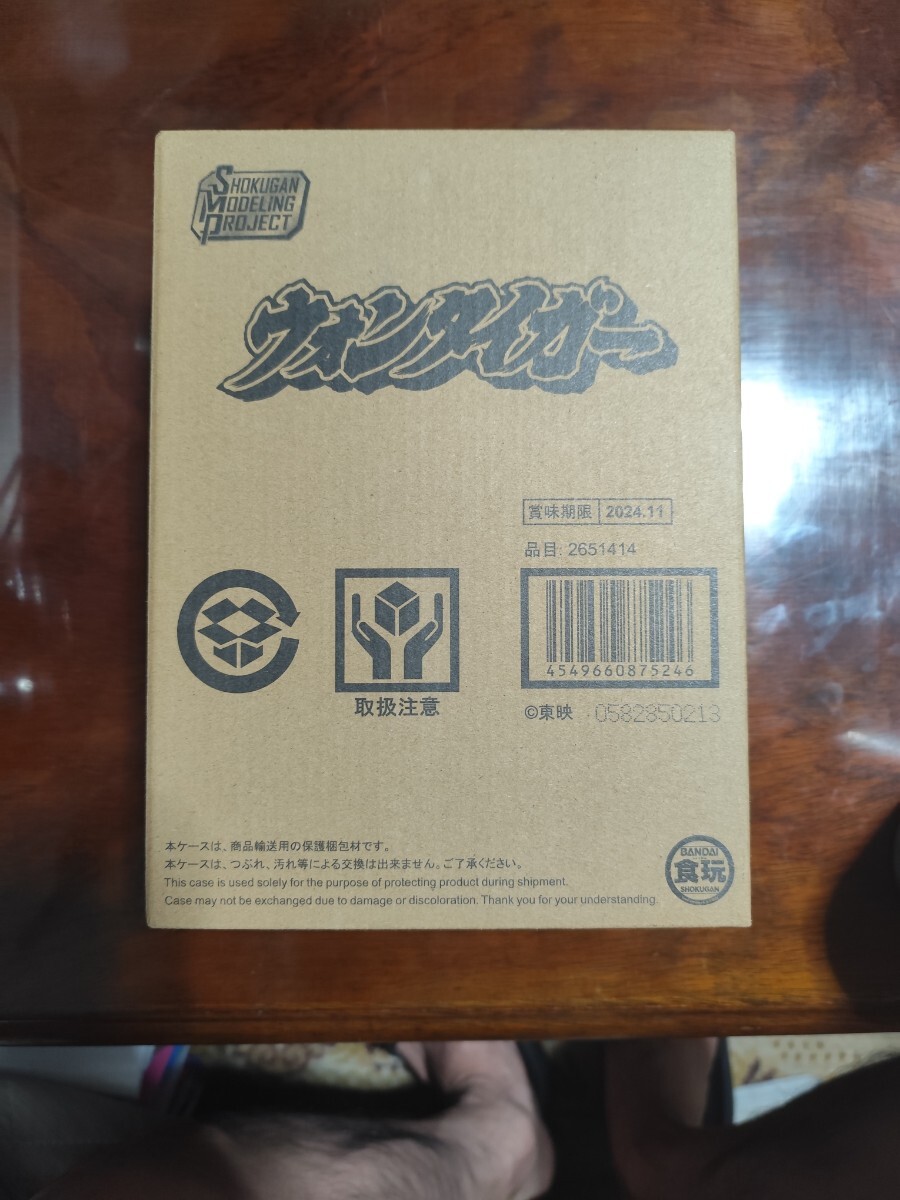 SHOKUGAN
MODELING
PROJECT
ウォンタイガー
賞味期限 2024.11
品目: 2651414
4549660875246
取扱注意
©東映 0582850213
本ケースは、商品輸送用の保護梱包材です。
本ケースは、つぶれ、汚れ等による交換は出来ません。ご了承ください。
This case is used solely for the purpose of protecting product during shipment.
Case may not be exchanged due to damage or discoloration. Thank you for your understanding.
BANDAI
食玩
SHOKUGAN